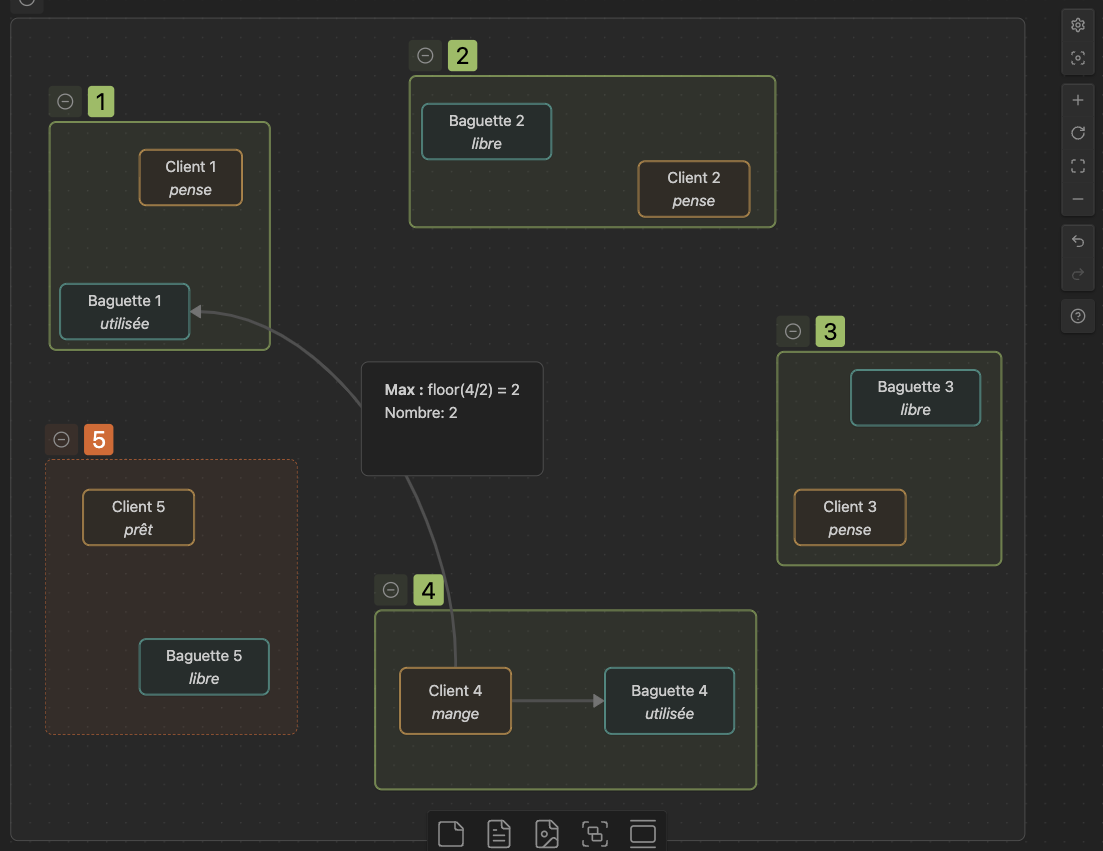 1
Client 1
pense
Baguette 1
utilisée
2
Baguette 2
libre
Client 2
pense
3
Baguette 3
libre
Client 3
pense
Max : floor(4/2) = 2
Nombre: 2
5
Client 5
prêt
Baguette 5
libre
4
Client 4
mange
Baguette 4
utilisée